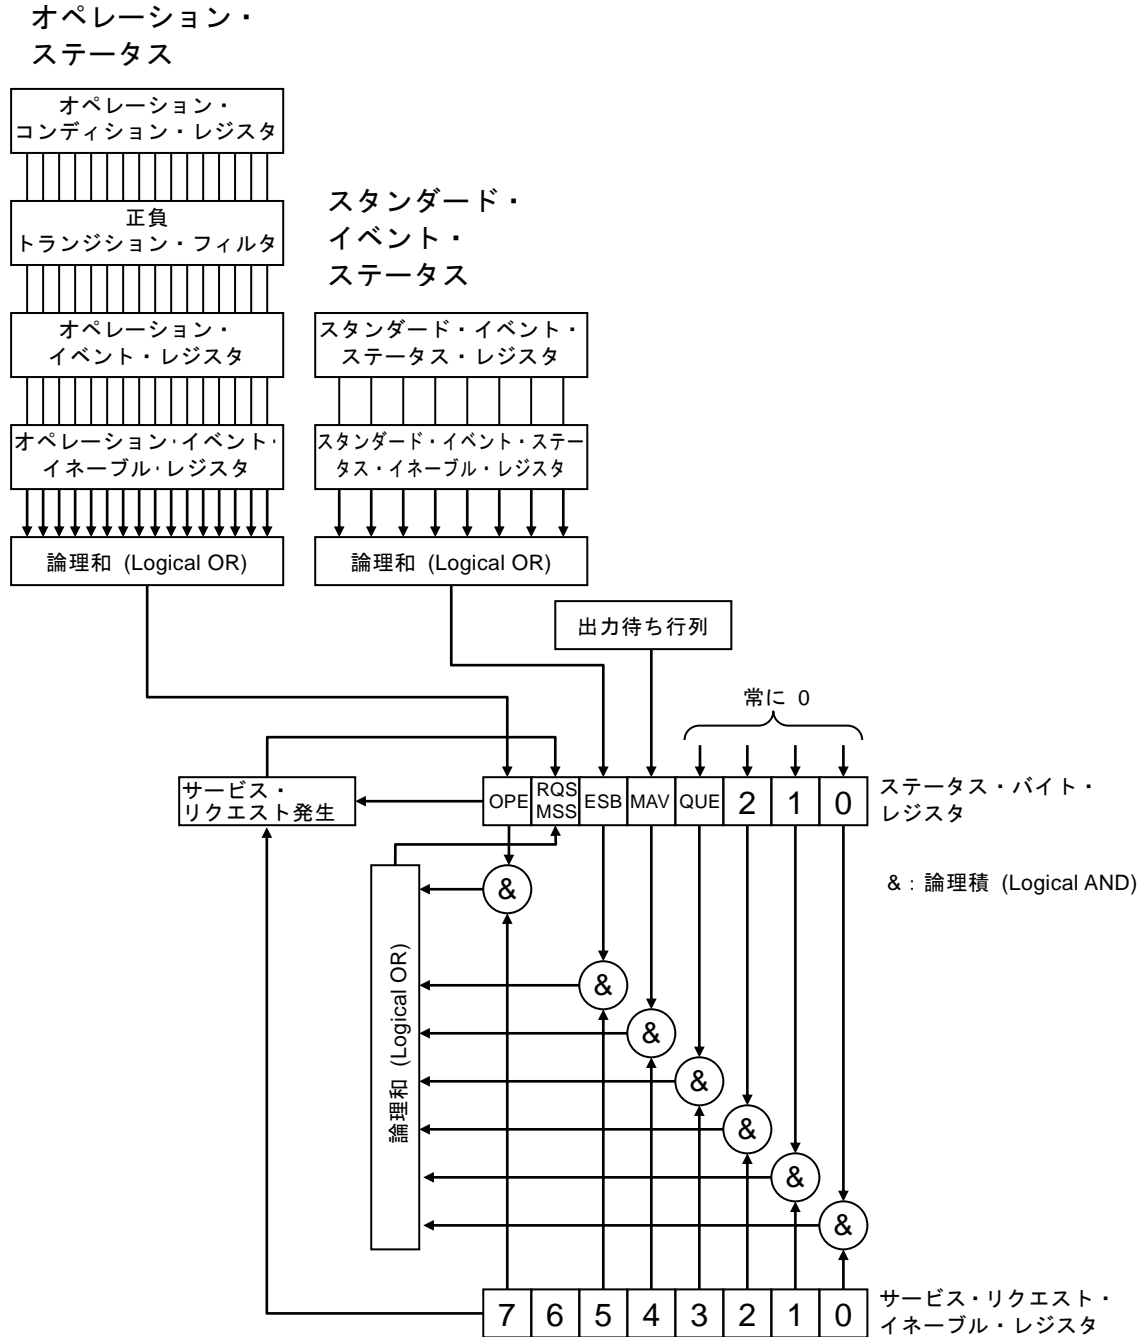 オペレーション・
ステータス
オペレーション・
コンディション・レジスタ
正負
トランジション・フィルタ
オペレーション・
イベント・レジスタ
オペレーション・イベント・
イネーブル・レジスタ
論理和 (Logical OR)
スタンダード・
イベント・
ステータス
スタンダード・イベント・
ステータス・レジスタ
スタンダード・イベント・ステー
タス・イネーブル・レジスタ
論理和 (Logical OR)
出力待ち行列
常に 0
サービス・
リクエスト発生
OPE
RQS
MSS
ESB
MAV
QUE
2
1
0
ステータス・バイト・
レジスタ
&：論理積 (Logical AND)
論理和 (Logical OR)
&
&
&
&
&
&
&
7
6
5
4
3
2
1
0
サービス・リクエスト・
イネーブル・レジスタ